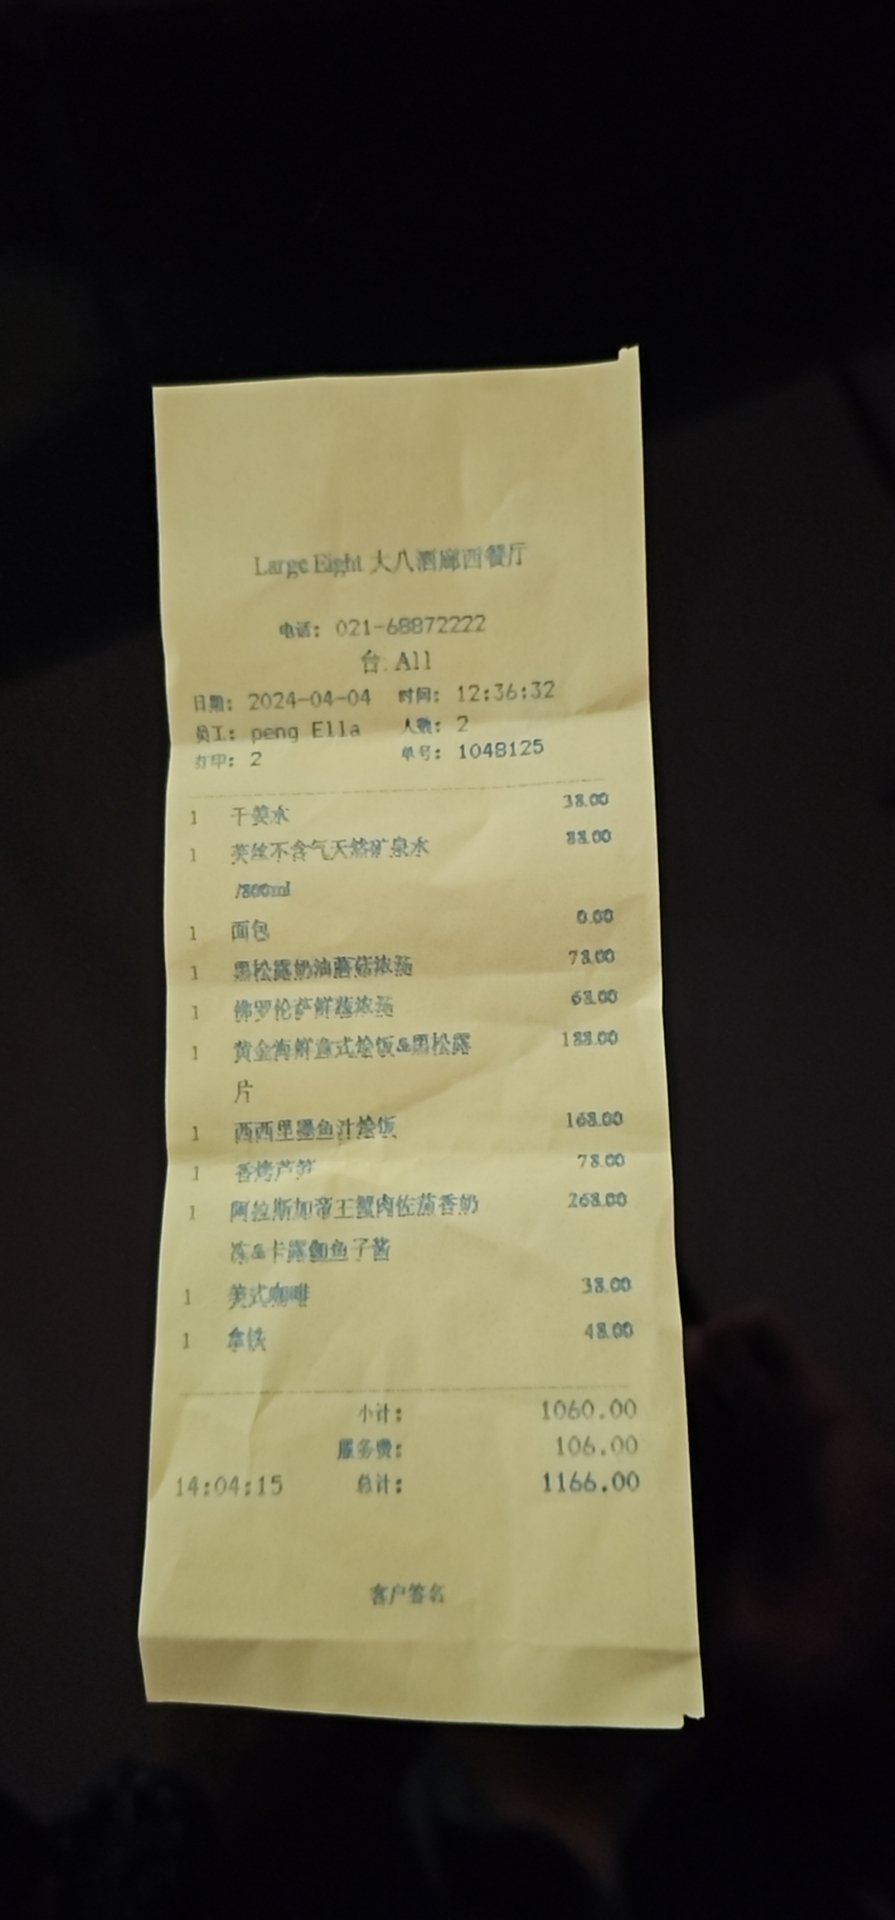 Large Eight 大八酒廊西餐厅
电话: 021-68872222
台: A11
日期: 2024-04-04 时间: 12:36:32
员工: peng Ella 人数: 2
打印: 2 单号: 1048125
1 干姜水 38.00
1 芙丝不含气天然矿泉水 88.00
/800ml
1 面包 0.00
1 黑松露奶油蘑菇浓汤 78.00
1 佛罗伦萨鲜蔬浓汤 68.00
1 黄金海鲜意式烩饭&黑松露 188.00
片
1 西西里墨鱼汁烩饭 168.00
1 香烤芦笋 78.00
1 阿拉斯加帝王蟹肉佐茴香奶 268.00
冻&卡露伽鱼子酱
1 美式咖啡 38.00
1 拿铁 48.00
小计: 1060.00
服务费: 106.00
14:04:15 总计: 1166.00
客户签名